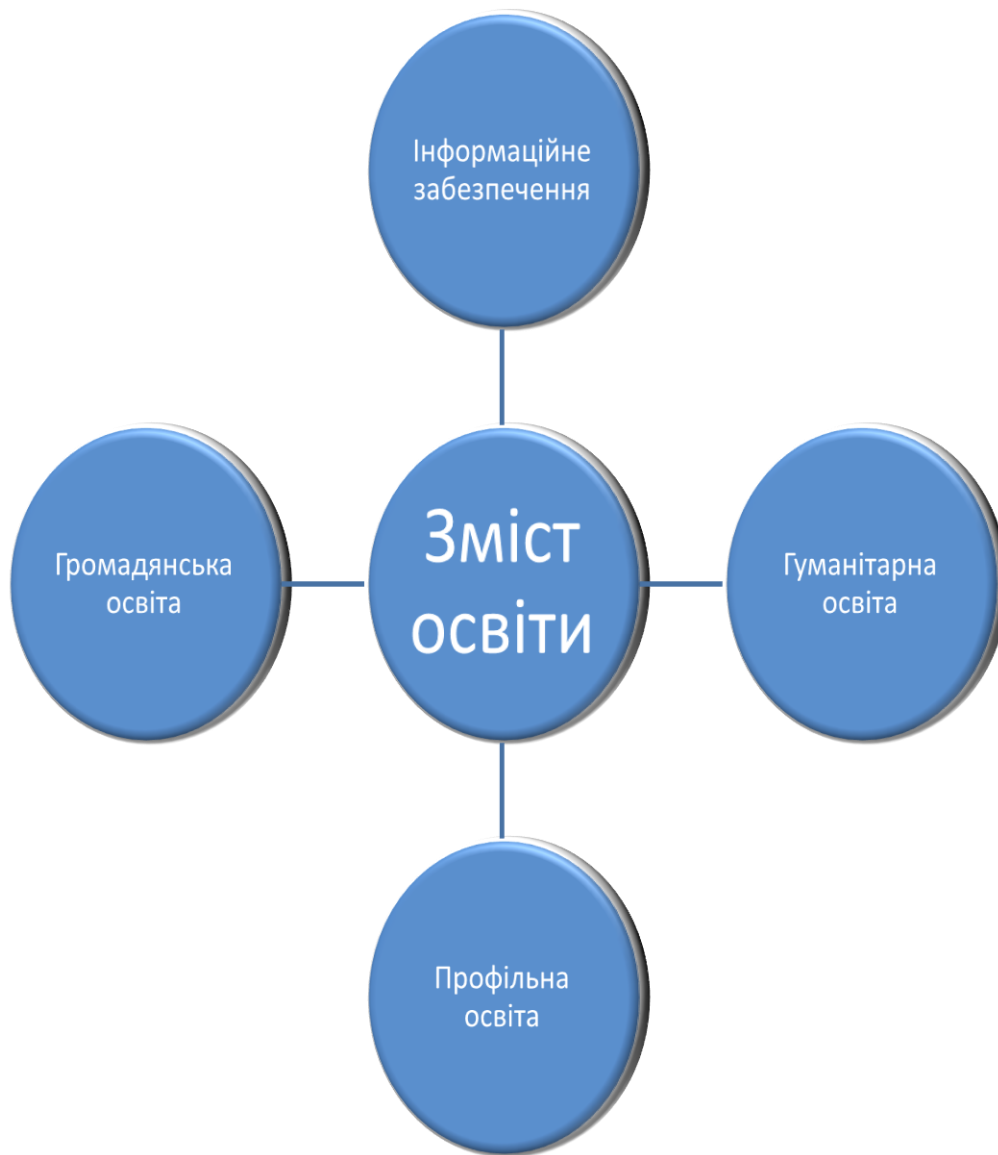 Інформаційне
забезпечення
Громадянська
освіта
Зміст
освіти
Гуманітарна
освіта
Профільна
освіта